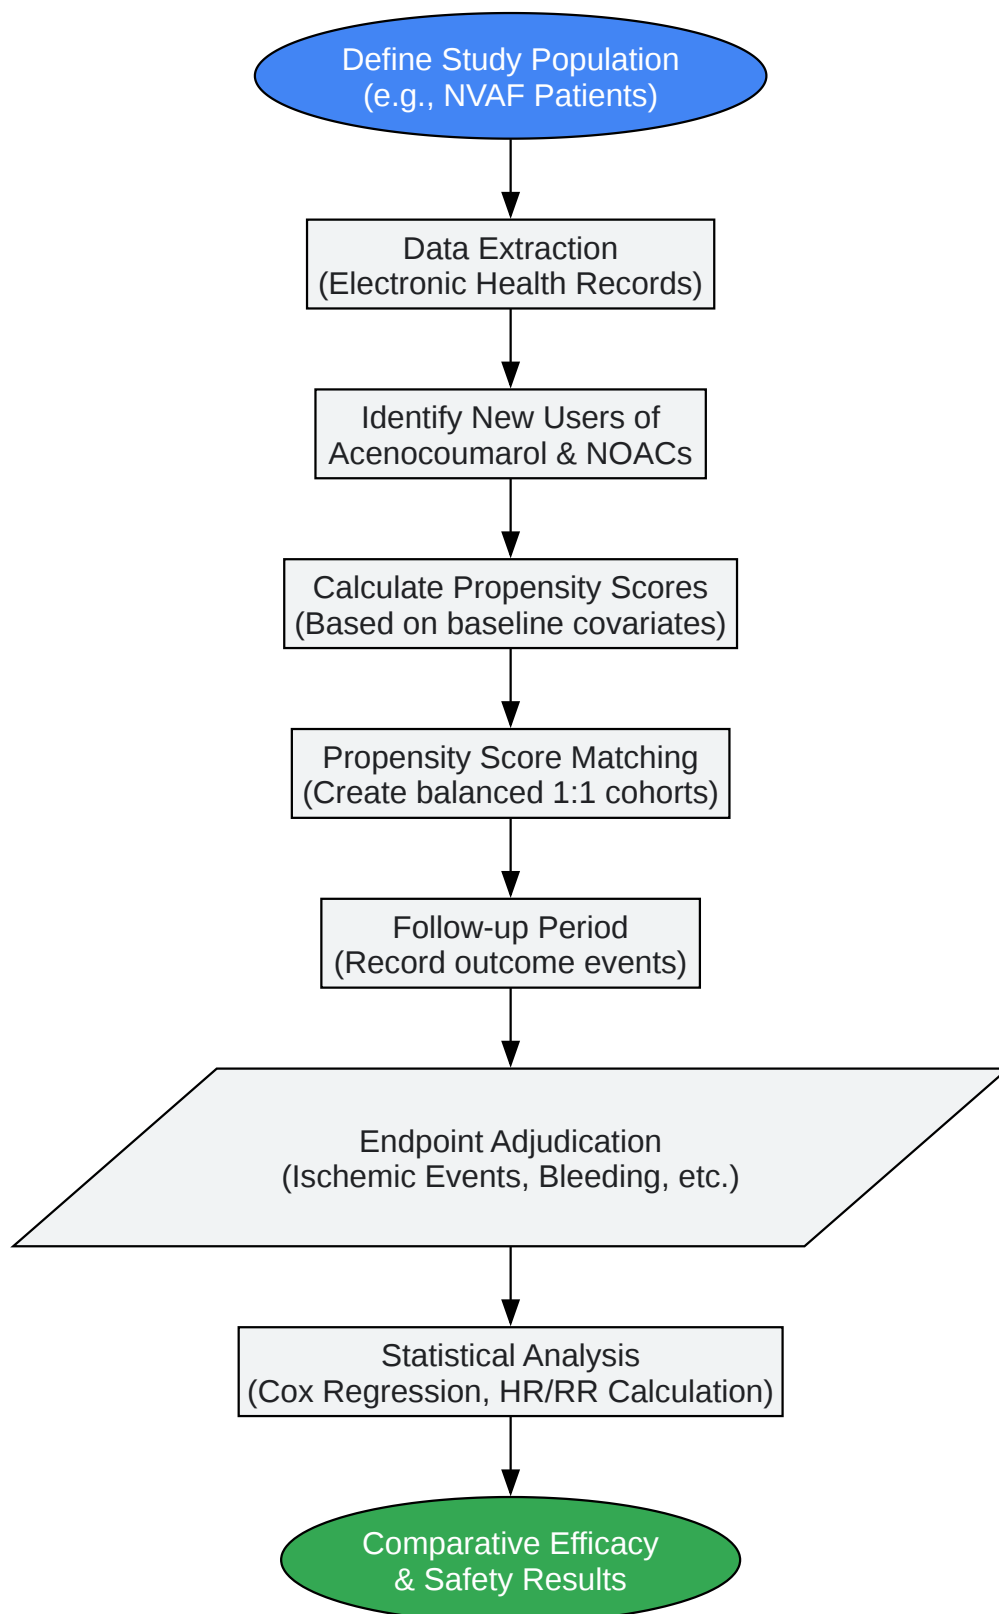 Define Study Population
(e.g., NVAF Patients)
Data Extraction
(Electronic Health Records)
Identify New Users of
Acenocoumarol & NOACs
Calculate Propensity Scores
(Based on baseline covariates)
Propensity Score Matching
(Create balanced 1:1 cohorts)
Follow-up Period
(Record outcome events)
Endpoint Adjudication
(Ischemic Events, Bleeding, etc.)
Statistical Analysis
(Cox Regression, HR/RR Calculation)
Comparative Efficacy
& Safety Results